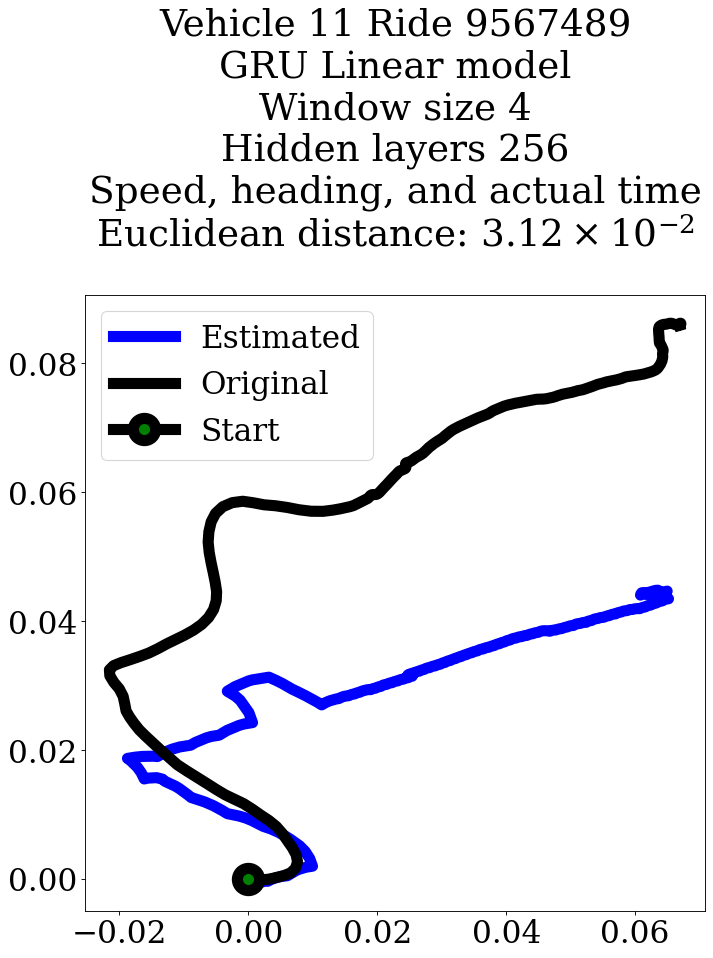 Vehicle 11 Ride 9567489
GRU Linear model
Window size 4
Hidden layers 256
Speed, heading, and actual time
Euclidean distance: 3.12 × 10⁻²
Estimated
Original
Start
0.08
0.06
0.04
0.02
0.00
−0.02 0.00 0.02 0.04 0.06